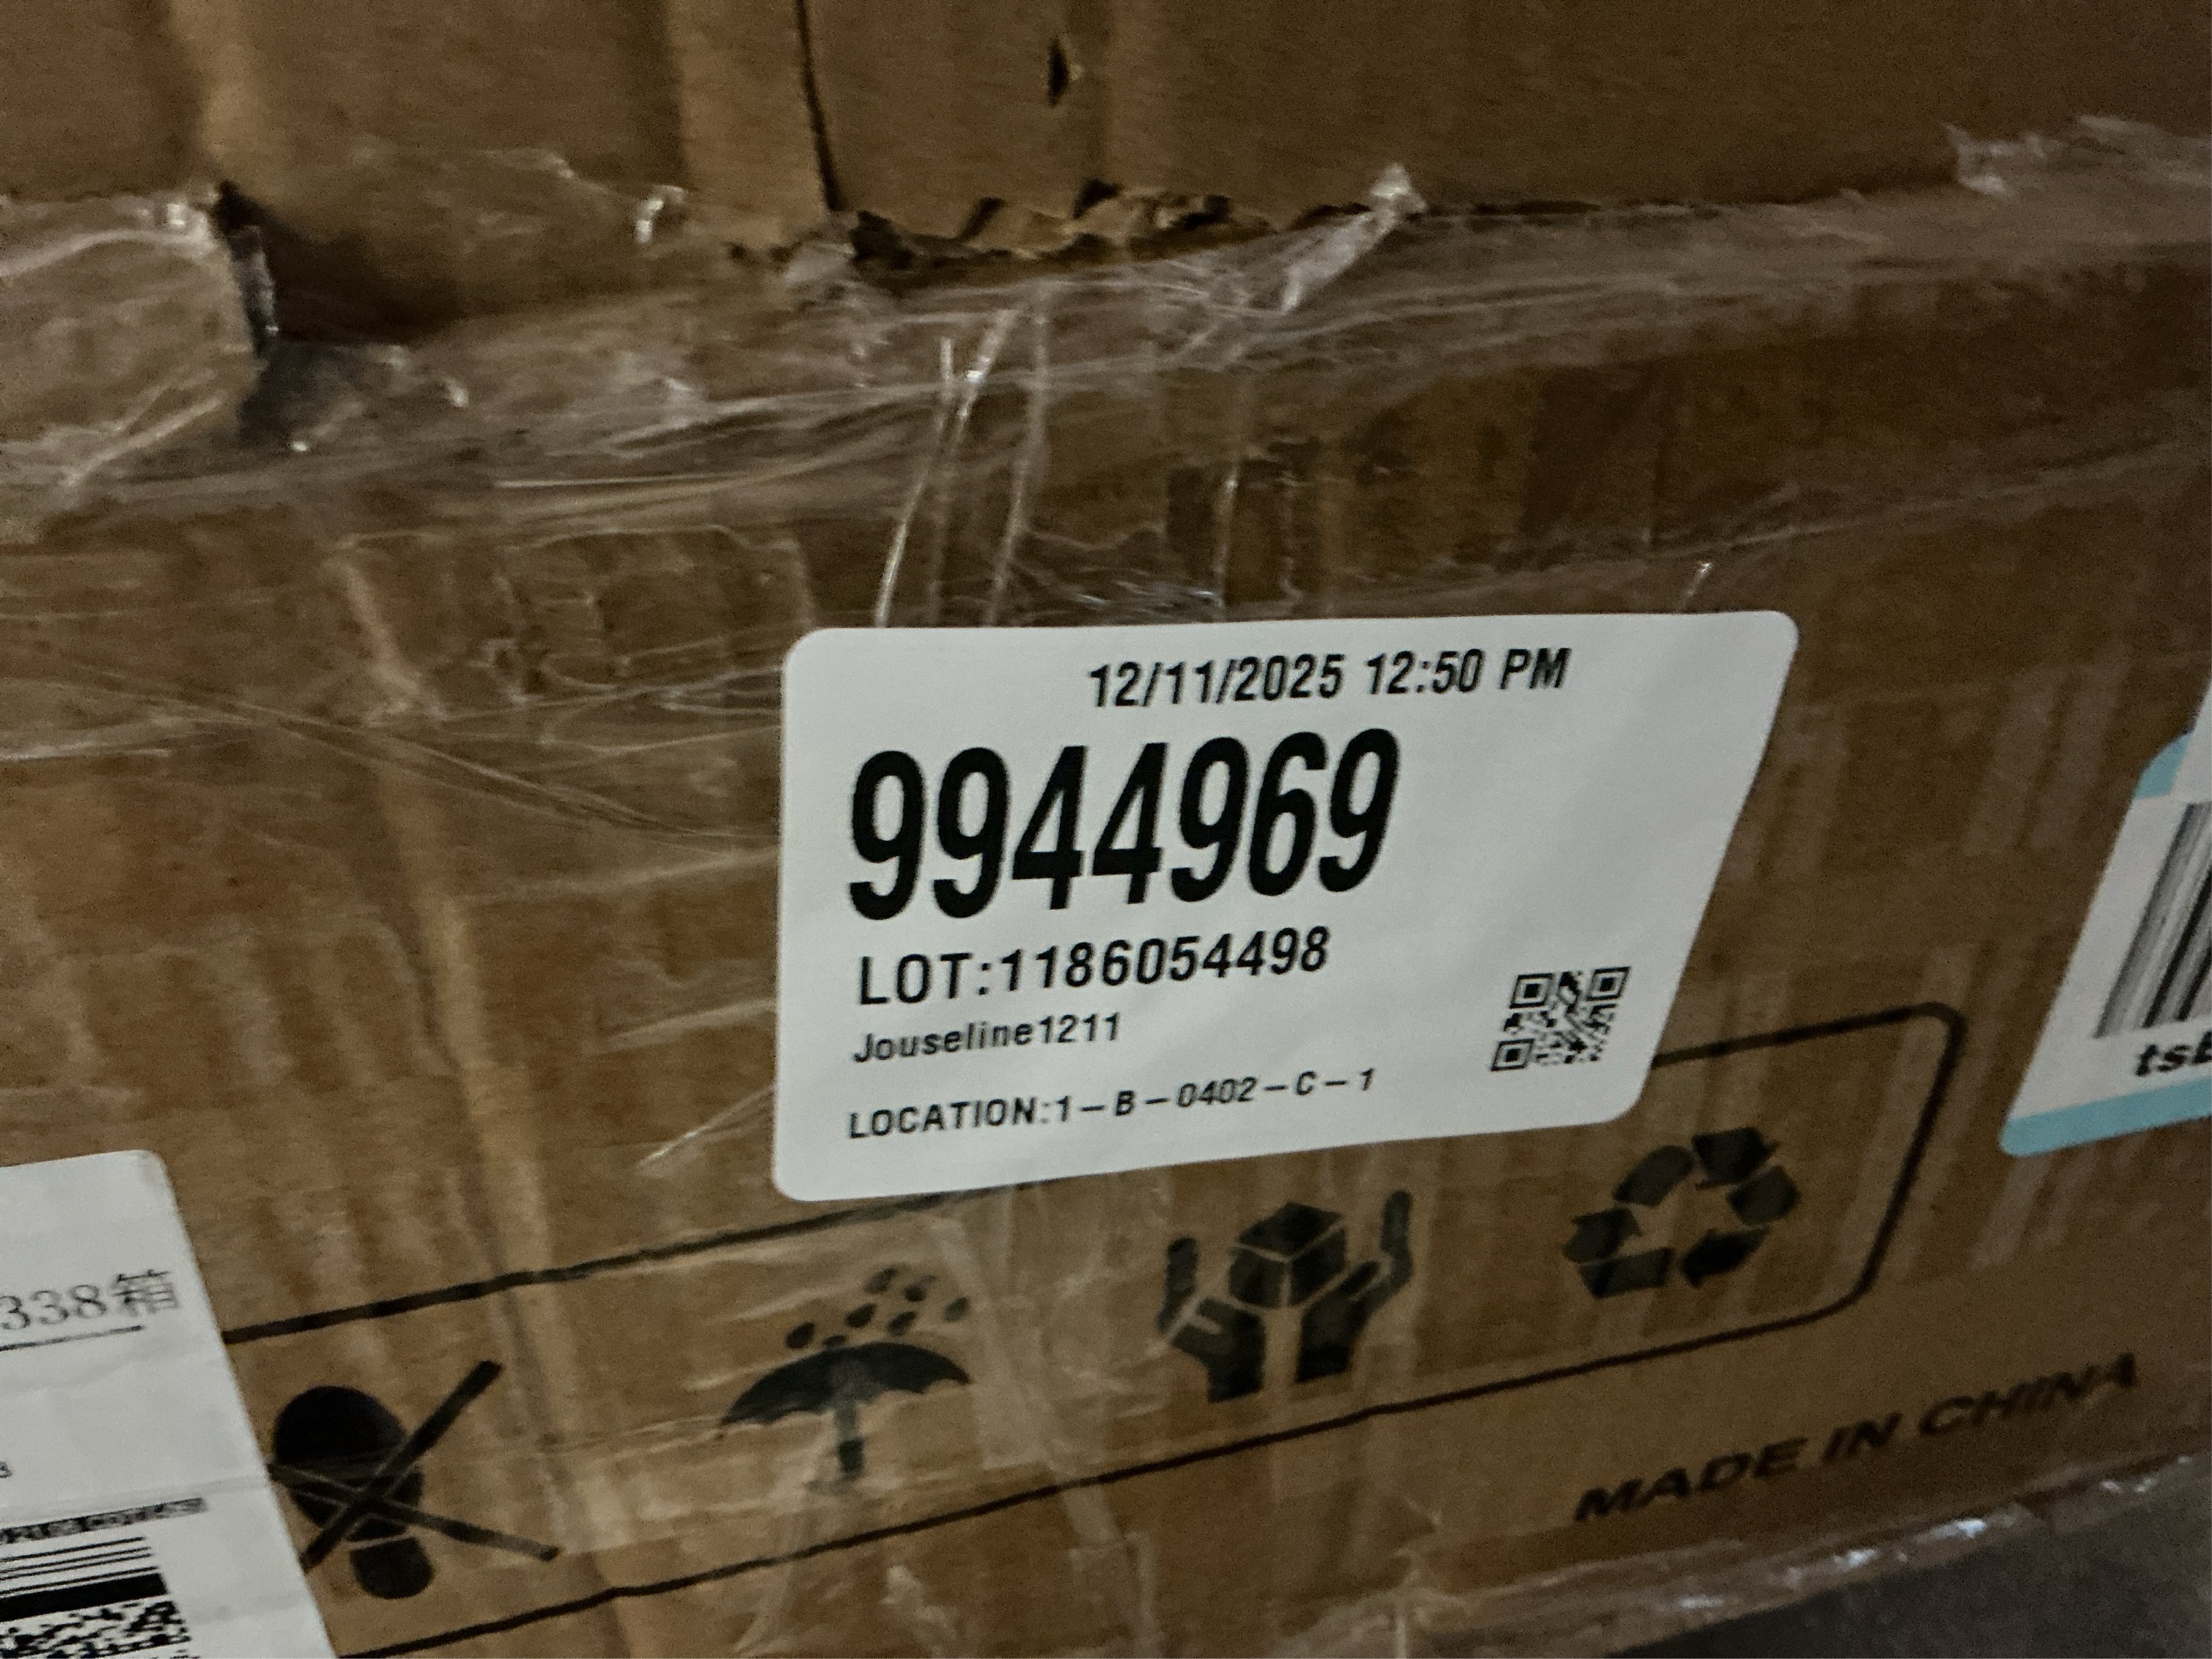 12/11/2025 12:50 PM
9944969
LOT:1186054498
Jouseline1211
LOCATION:1-B-0402-C-1
338箱
MADE IN CHINA